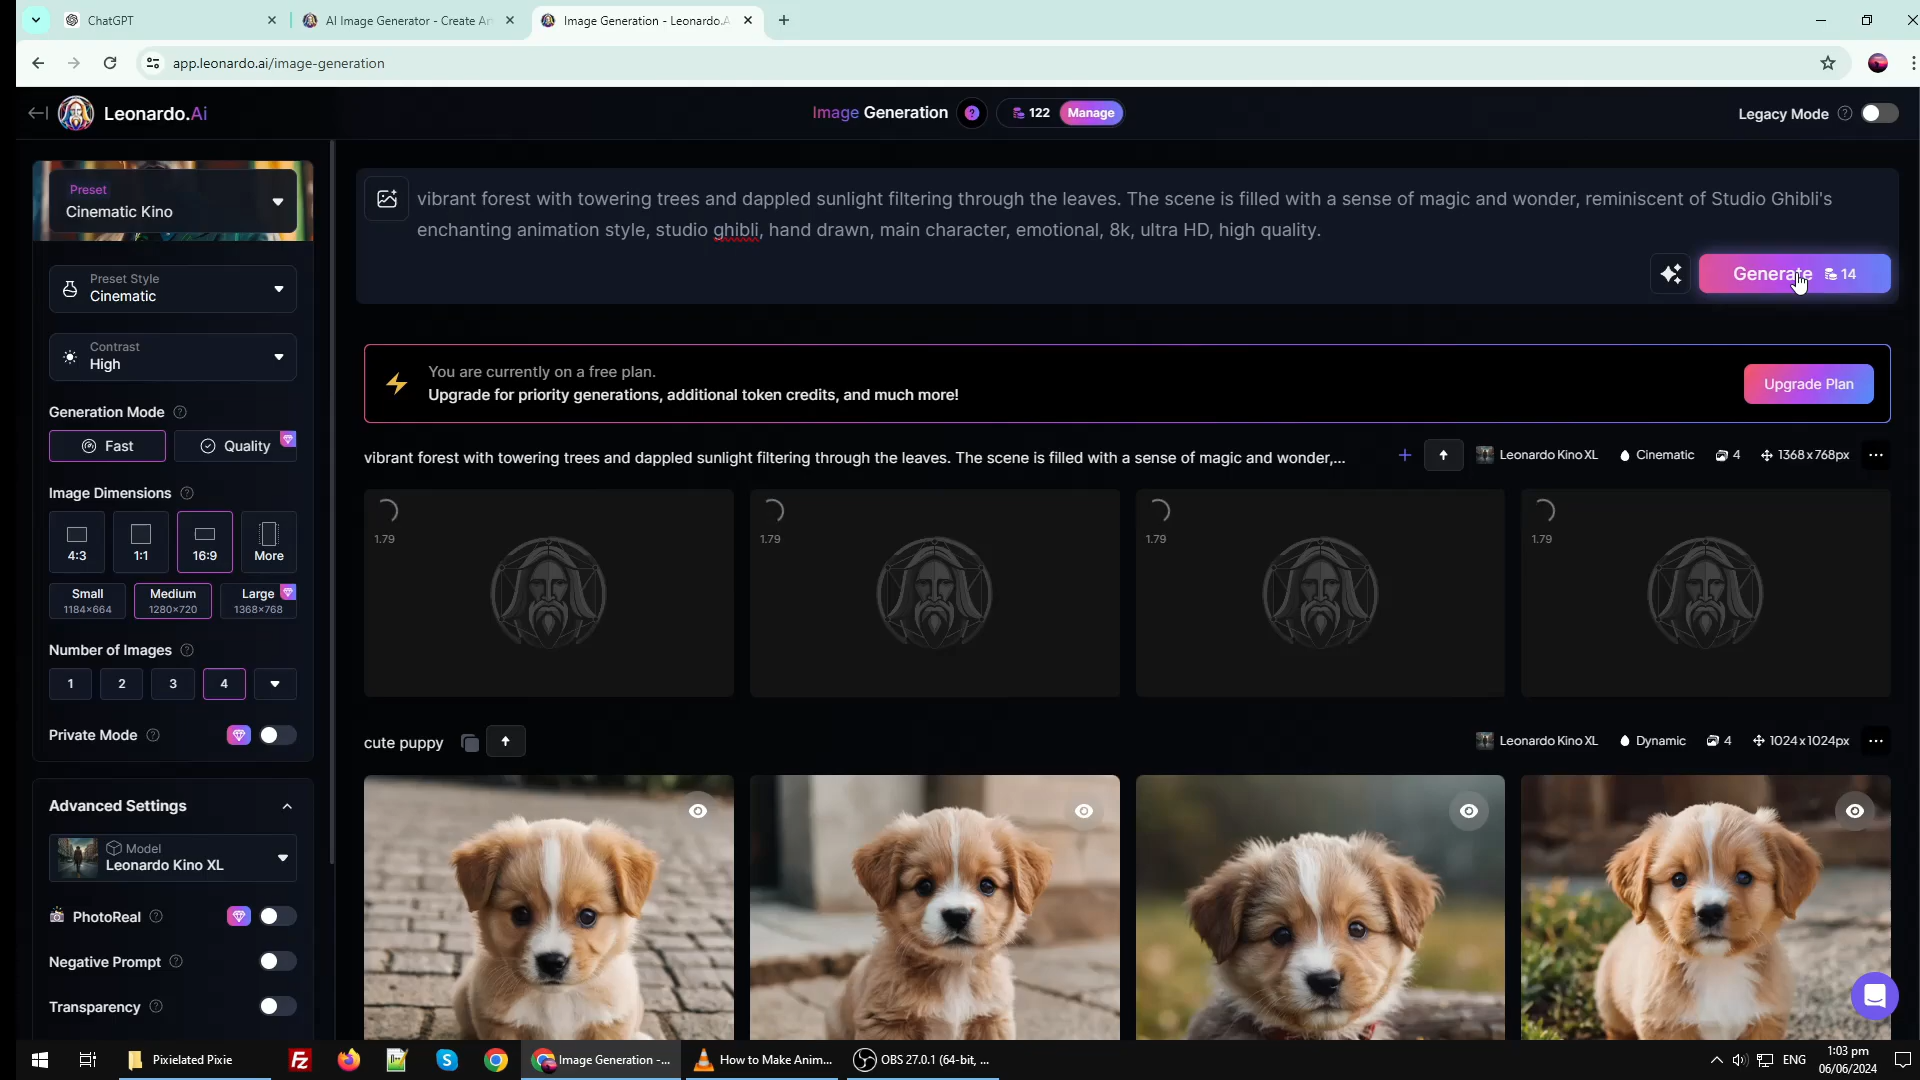 ChatGPT
AI Image Generator - Create Ar
Image Generation - Leonardo.A
app.leonardo.ai/image-generation
Leonardo.Ai
Image Generation
?
122
Manage
Legacy Mode ?
Preset
Cinematic Kino
vibrant forest with towering trees and dappled sunlight filtering through the leaves. The scene is filled with a sense of magic and wonder, reminiscent of Studio Ghibli's
enchanting animation style, studio ghibli, hand drawn, main character, emotional, 8k, ultra HD, high quality.
Generate 14
Preset Style
Cinematic
Contrast
High
You are currently on a free plan.
Upgrade for priority generations, additional token credits, and much more!
Upgrade Plan
Generation Mode ?
Fast
Quality
vibrant forest with towering trees and dappled sunlight filtering through the leaves. The scene is filled with a sense of magic and wonder,...
Leonardo Kino XL
Cinematic
4
1368x768px
Image Dimensions ?
4:3
1:1
16:9
More
Small
1184×664
Medium
1280×720
Large
1368×768
1.79
1.79
1.79
1.79
Number of Images ?
1
2
3
4
Private Mode ?
cute puppy
Leonardo Kino XL
Dynamic
4
1024x1024px
Advanced Settings
Model
Leonardo Kino XL
PhotoReal ?
Negative Prompt ?
Transparency ?
Pixielated Pixie
Fz
S
Image Generation -...
How to Make Anim...
OBS 27.0.1 (64-bit, ...
ENG
1:03 pm
06/06/2024